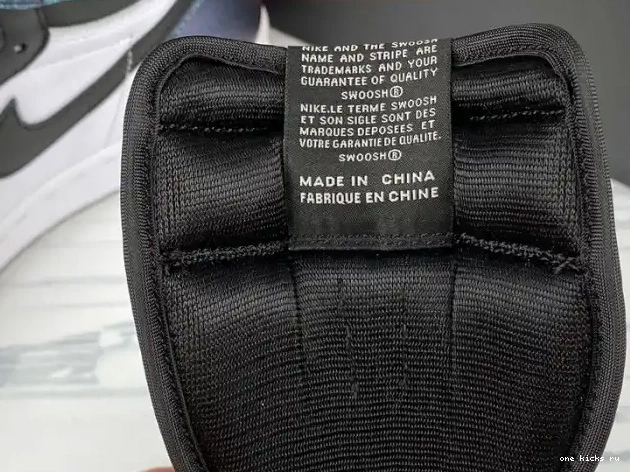 NIKE AND THE SWOOSH
NAME AND STRIPE ARE
TRADEMARKS AND YOUR
GUARANTEE OF QUALITY
SWOOSH®
NIKE.LE TERME SWOOSH
ET SON SIGLE SONT DES
MARQUES DEPOSEES ET
VOTRE GARANTIE DE QUALITE.
SWOOSH®
MADE IN CHINA
FABRIQUE EN CHINE
one kicks ru